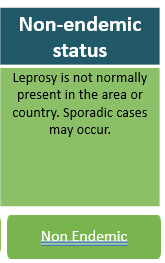 Non-endemic
status
Leprosy is not normally
present in the area or
country. Sporadic cases
may occur.
Non Endemic